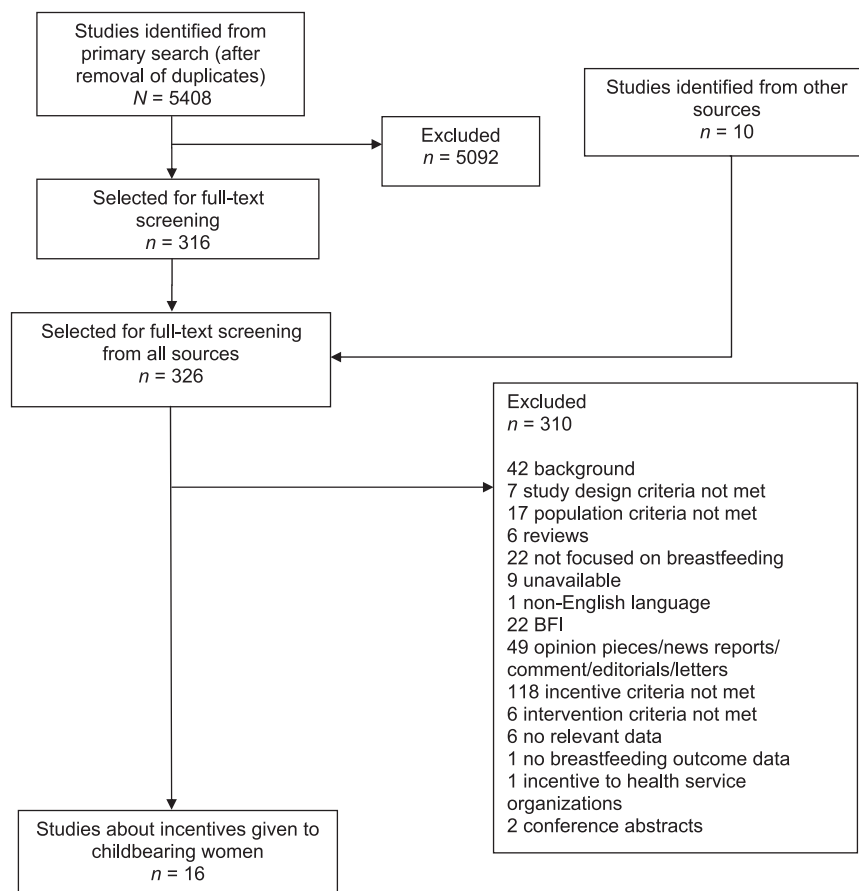 Studies identified from
primary search (after
removal of duplicates)
N = 5408
Studies identified from other
sources
n = 10
Excluded
n = 5092
Selected for full-text
screening
n = 316
Selected for full-text screening
from all sources
n = 326
Excluded
n = 310
42 background
7 study design criteria not met
17 population criteria not met
6 reviews
22 not focused on breastfeeding
9 unavailable
1 non-English language
22 BFI
49 opinion pieces/news reports/
comment/editorials/letters
118 incentive criteria not met
6 intervention criteria not met
6 no relevant data
1 no breastfeeding outcome data
1 incentive to health service
organizations
2 conference abstracts
Studies about incentives given to
childbearing women
n = 16